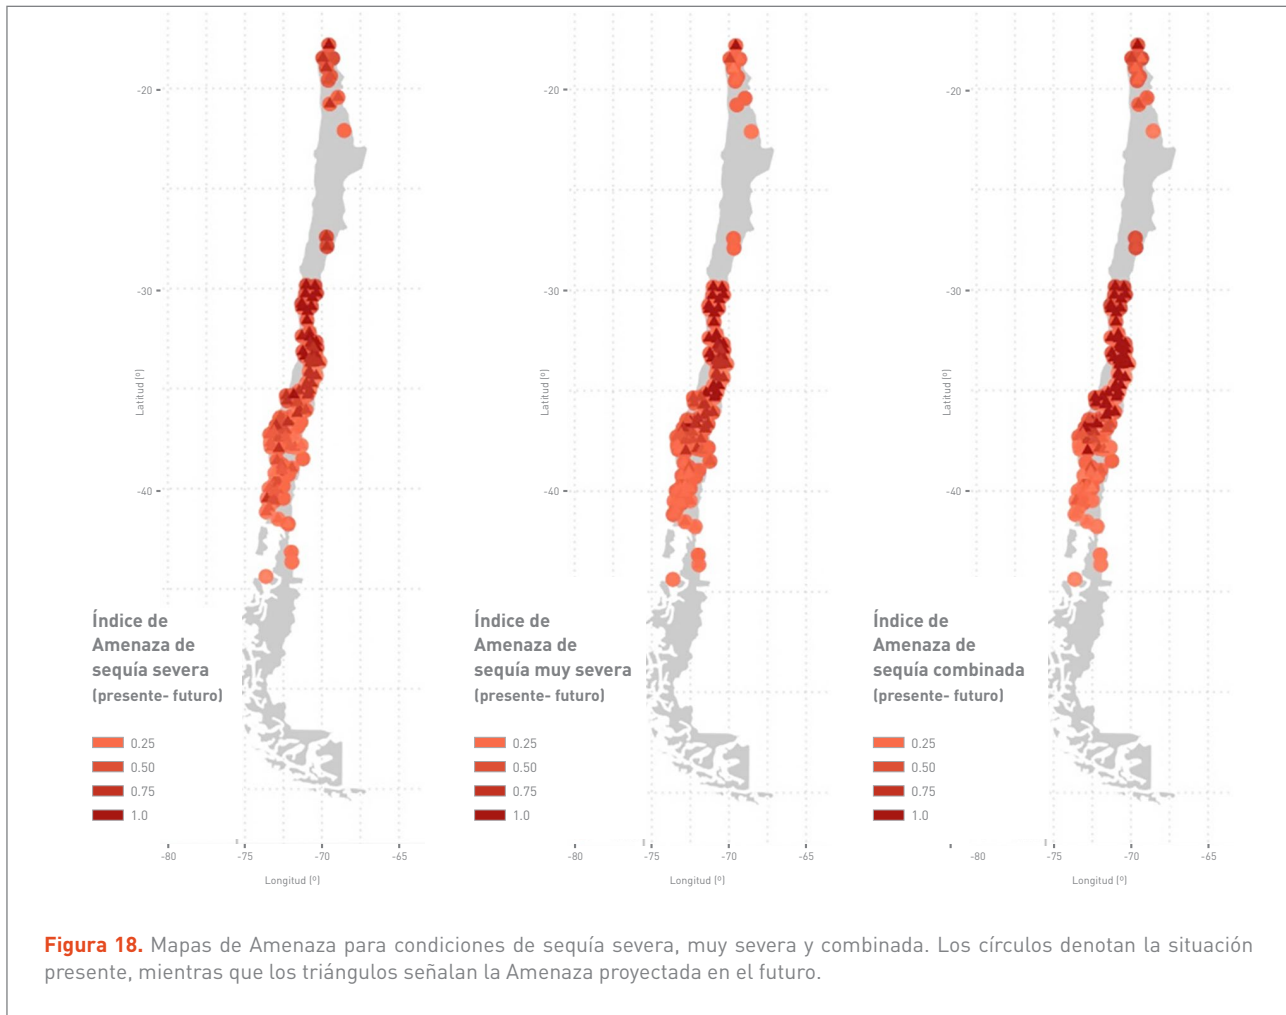 -20
-30
-40
Latitud (º)
Índice de
Amenaza de
sequía severa
(presente- futuro)
0.25
0.50
0.75
1.0
-80
-75
-70
-65
Longitud (º)
-20
-30
-40
Latitud (º)
Índice de
Amenaza de
sequía muy severa
(presente- futuro)
0.25
0.50
0.75
1.0
-80
-75
-70
-65
Longitud (º)
-20
-30
-40
Latitud (º)
Índice de
Amenaza de
sequía combinada
(presente- futuro)
0.25
0.50
0.75
1.0
-80
-75
-70
-65
Longitud (º)
Figura 18. Mapas de Amenaza para condiciones de sequía severa, muy severa y combinada. Los círculos denotan la situación
presente, mientras que los triángulos señalan la Amenaza proyectada en el futuro.